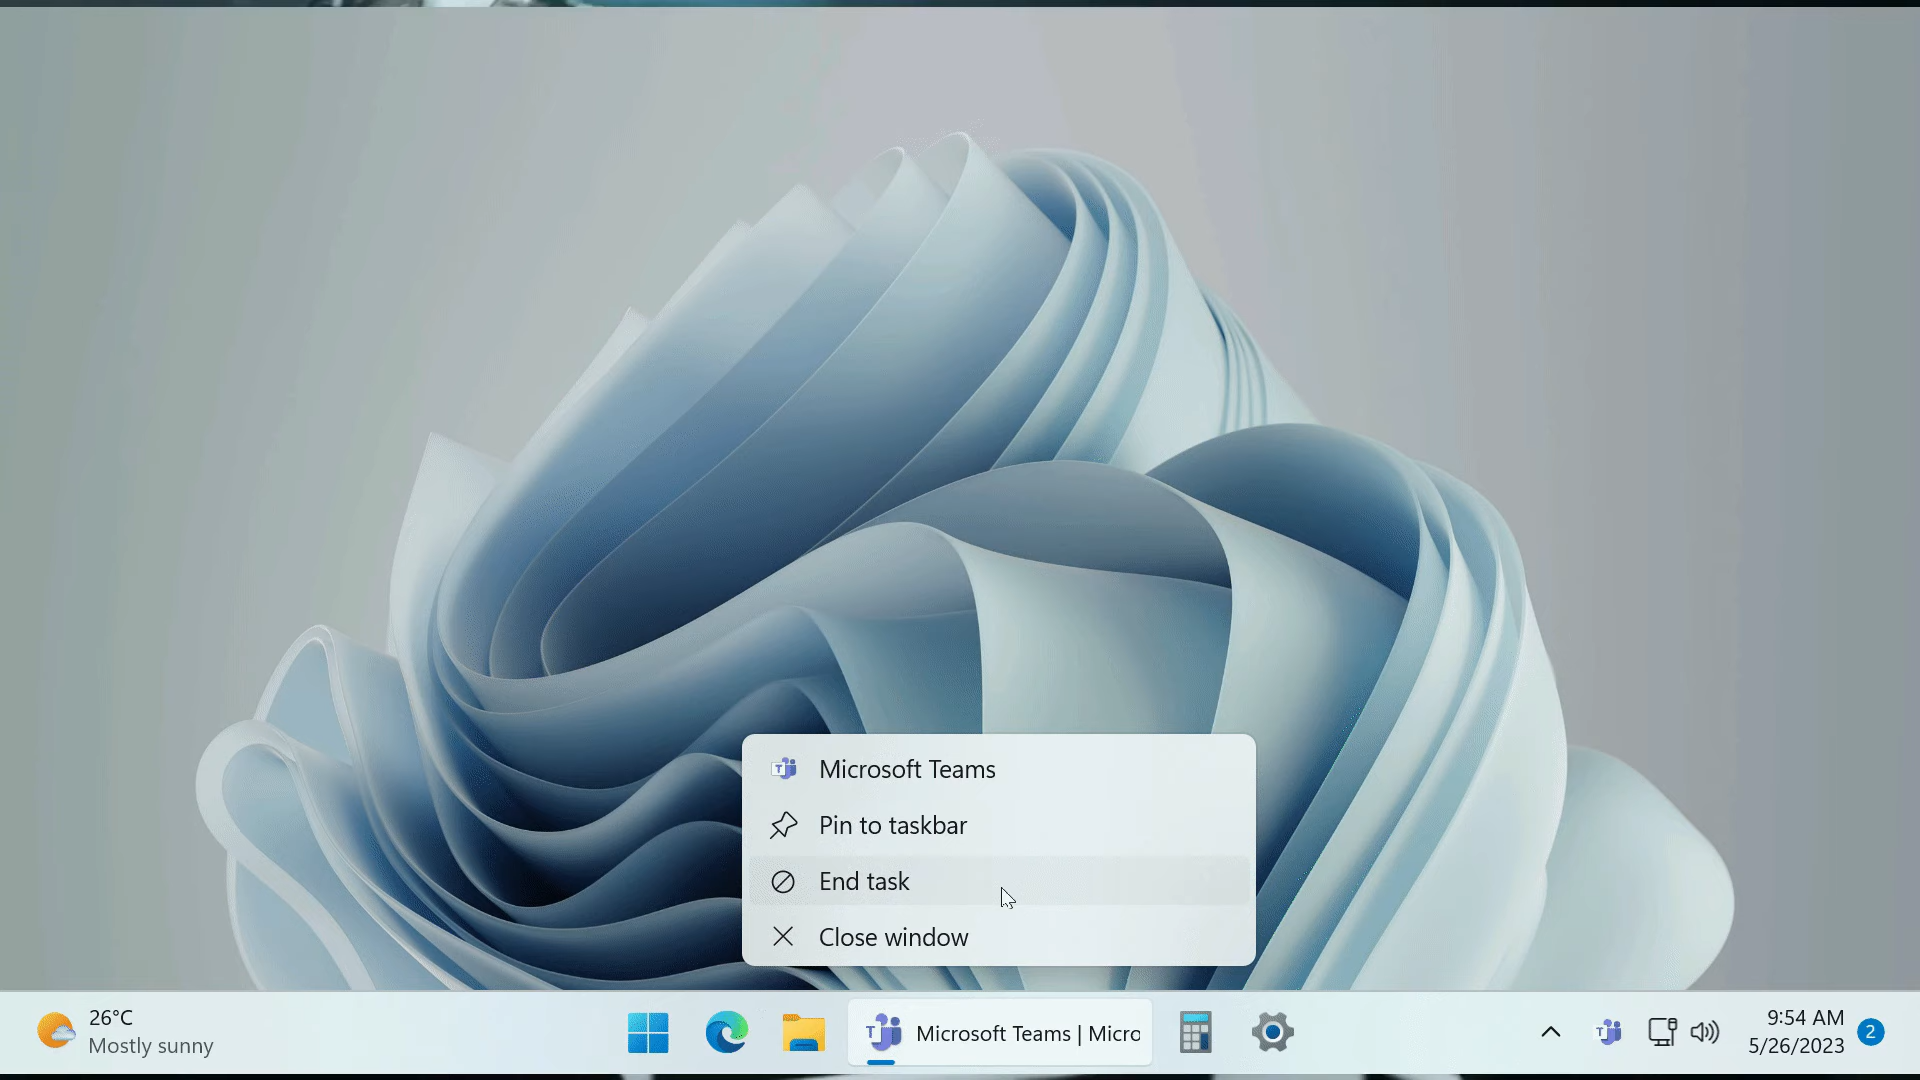 Microsoft Teams
Pin to taskbar
End task
Close window
26°C
Mostly sunny
Microsoft Teams | Micro
9:54 AM
5/26/2023
2